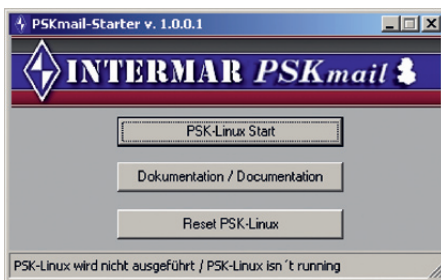 PSKmail-Starter v. 1.0.0.1
INTERMAR PSKmail
PSK-Linux Start
Dokumentation / Documentation
Reset PSK-Linux
PSK-Linux wird nicht ausgeführt / PSK-Linux isn´t running